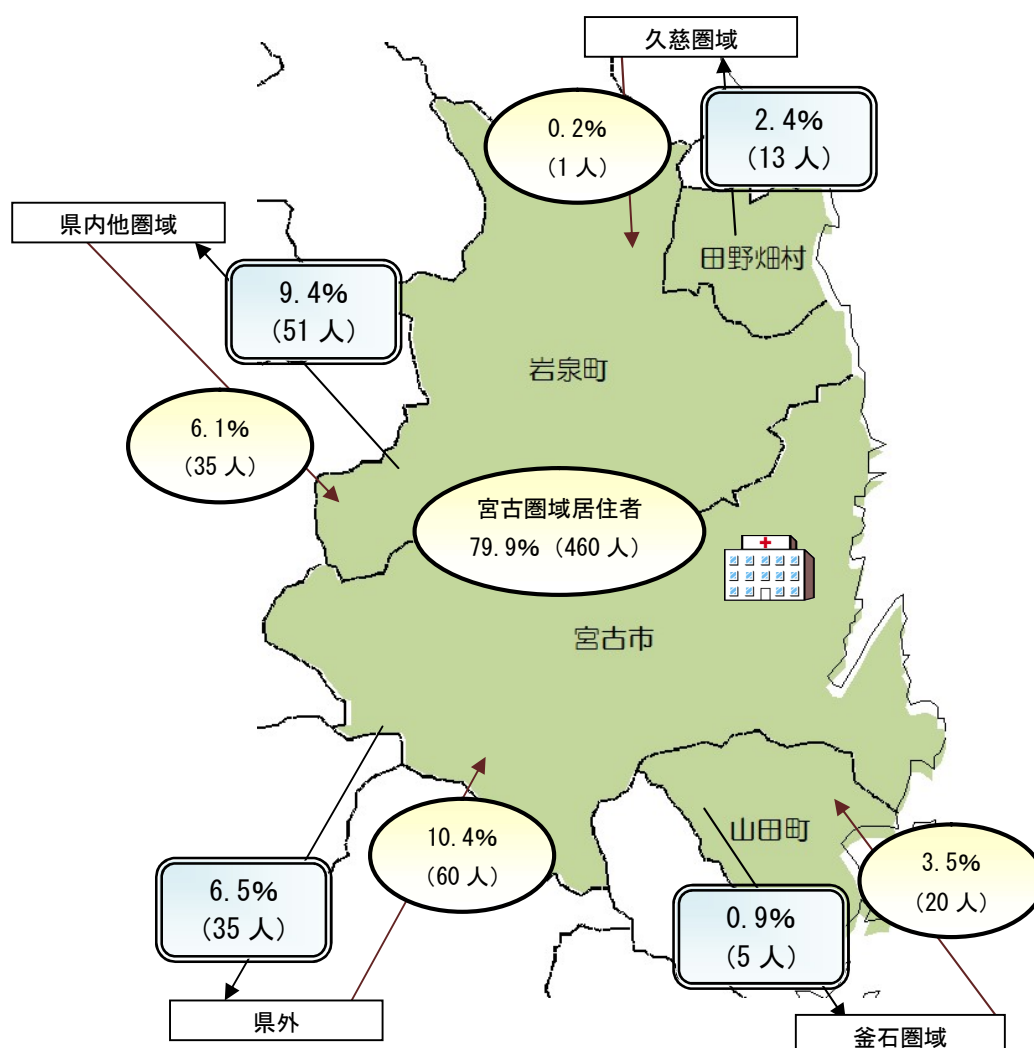 久慈圏域
0.2%
(1 人)
2.4%
(13 人)
県内他圏域
田野畑村
9.4%
(51 人)
岩泉町
6.1%
(35 人)
宮古圏域居住者
79.9% (460 人)
宮古市
10.4%
(60 人)
山田町
3.5%
(20 人)
6.5%
(35 人)
0.9%
(5 人)
県外
釜石圏域